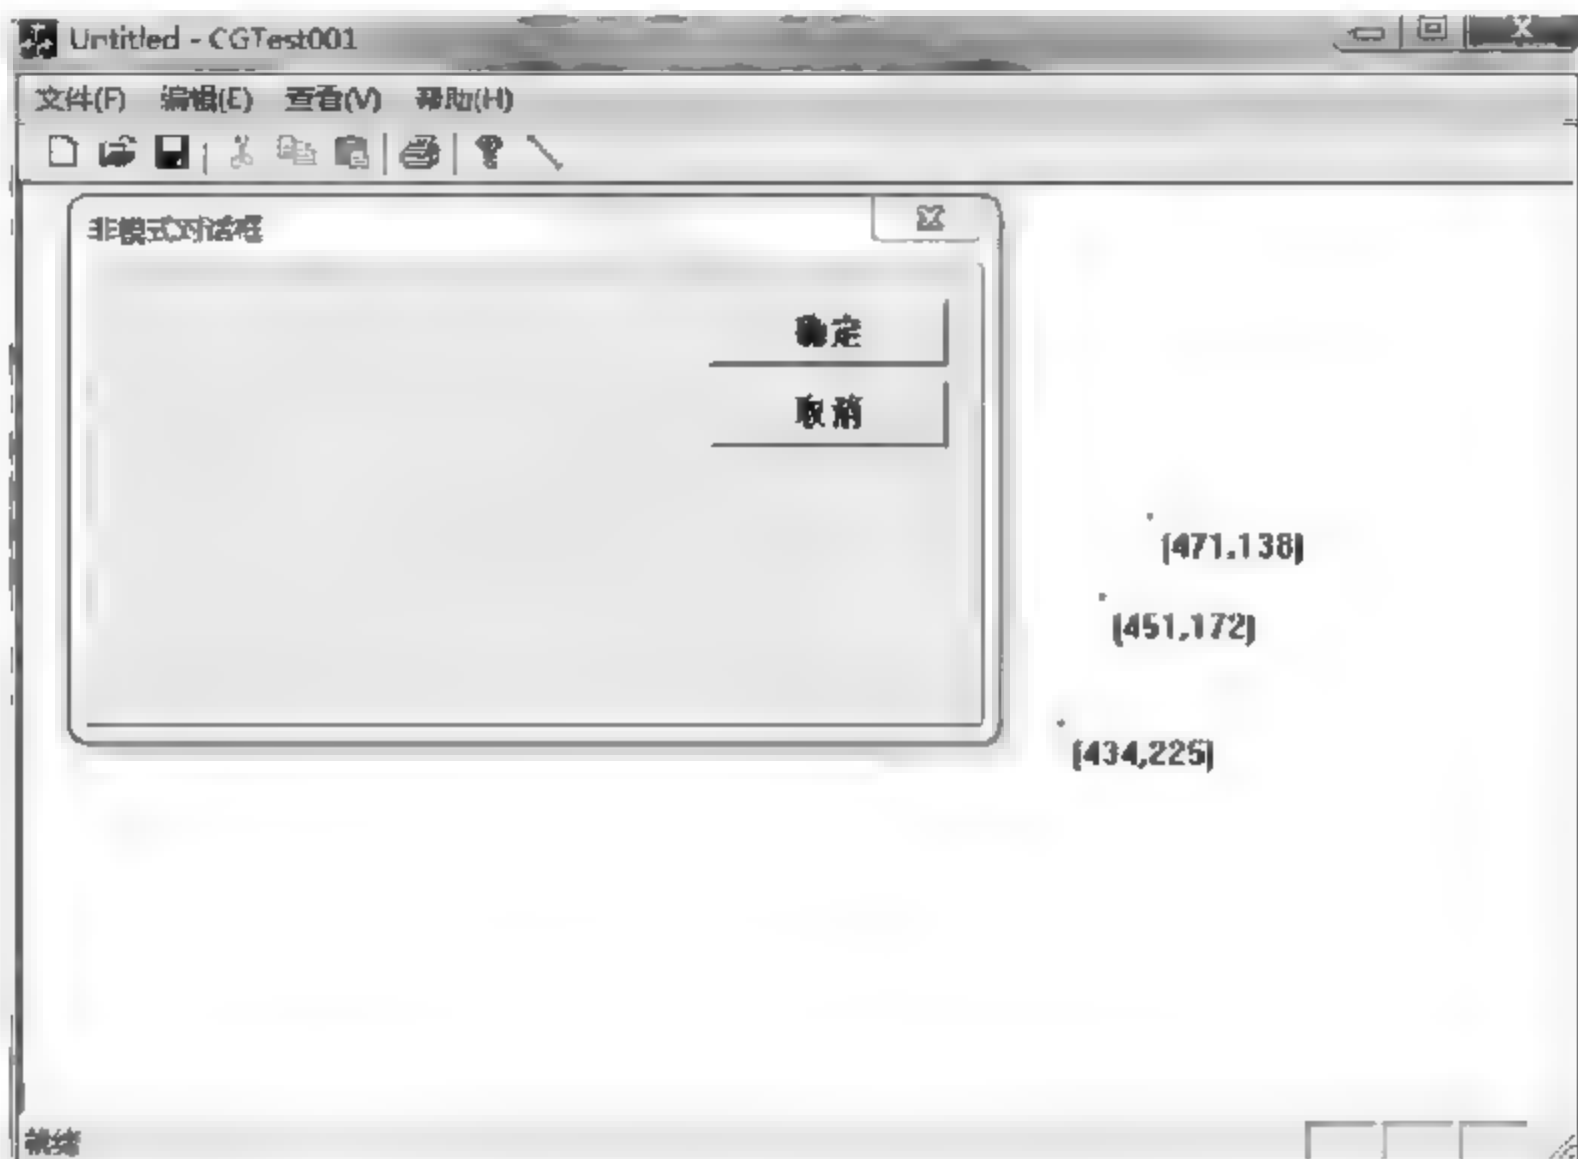 Untitled - CGTest001
文件(F) 编辑(E) 查看(V) 帮助(H)
非模式对话框
确定
取消
(471,138)
(451,172)
(434,225)
就绪